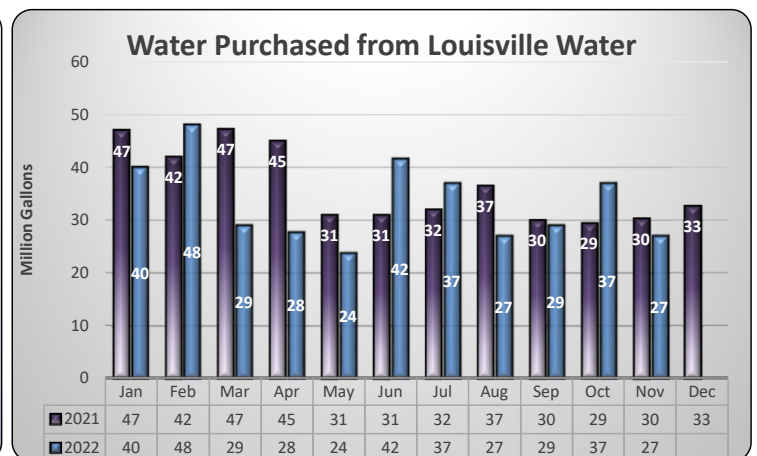 Water Purchased from Louisville Water
Million Gallons
60
50
40
30
20
10
0
47 42 47 45 31 31 32 37 30 29 30 33
40 48 29 28 24 42 37 27 29 37 27
Jan Feb Mar Apr May Jun Jul Aug Sep Oct Nov Dec
2021 47 42 47 45 31 31 32 37 30 29 30 33
2022 40 48 29 28 24 42 37 27 29 37 27